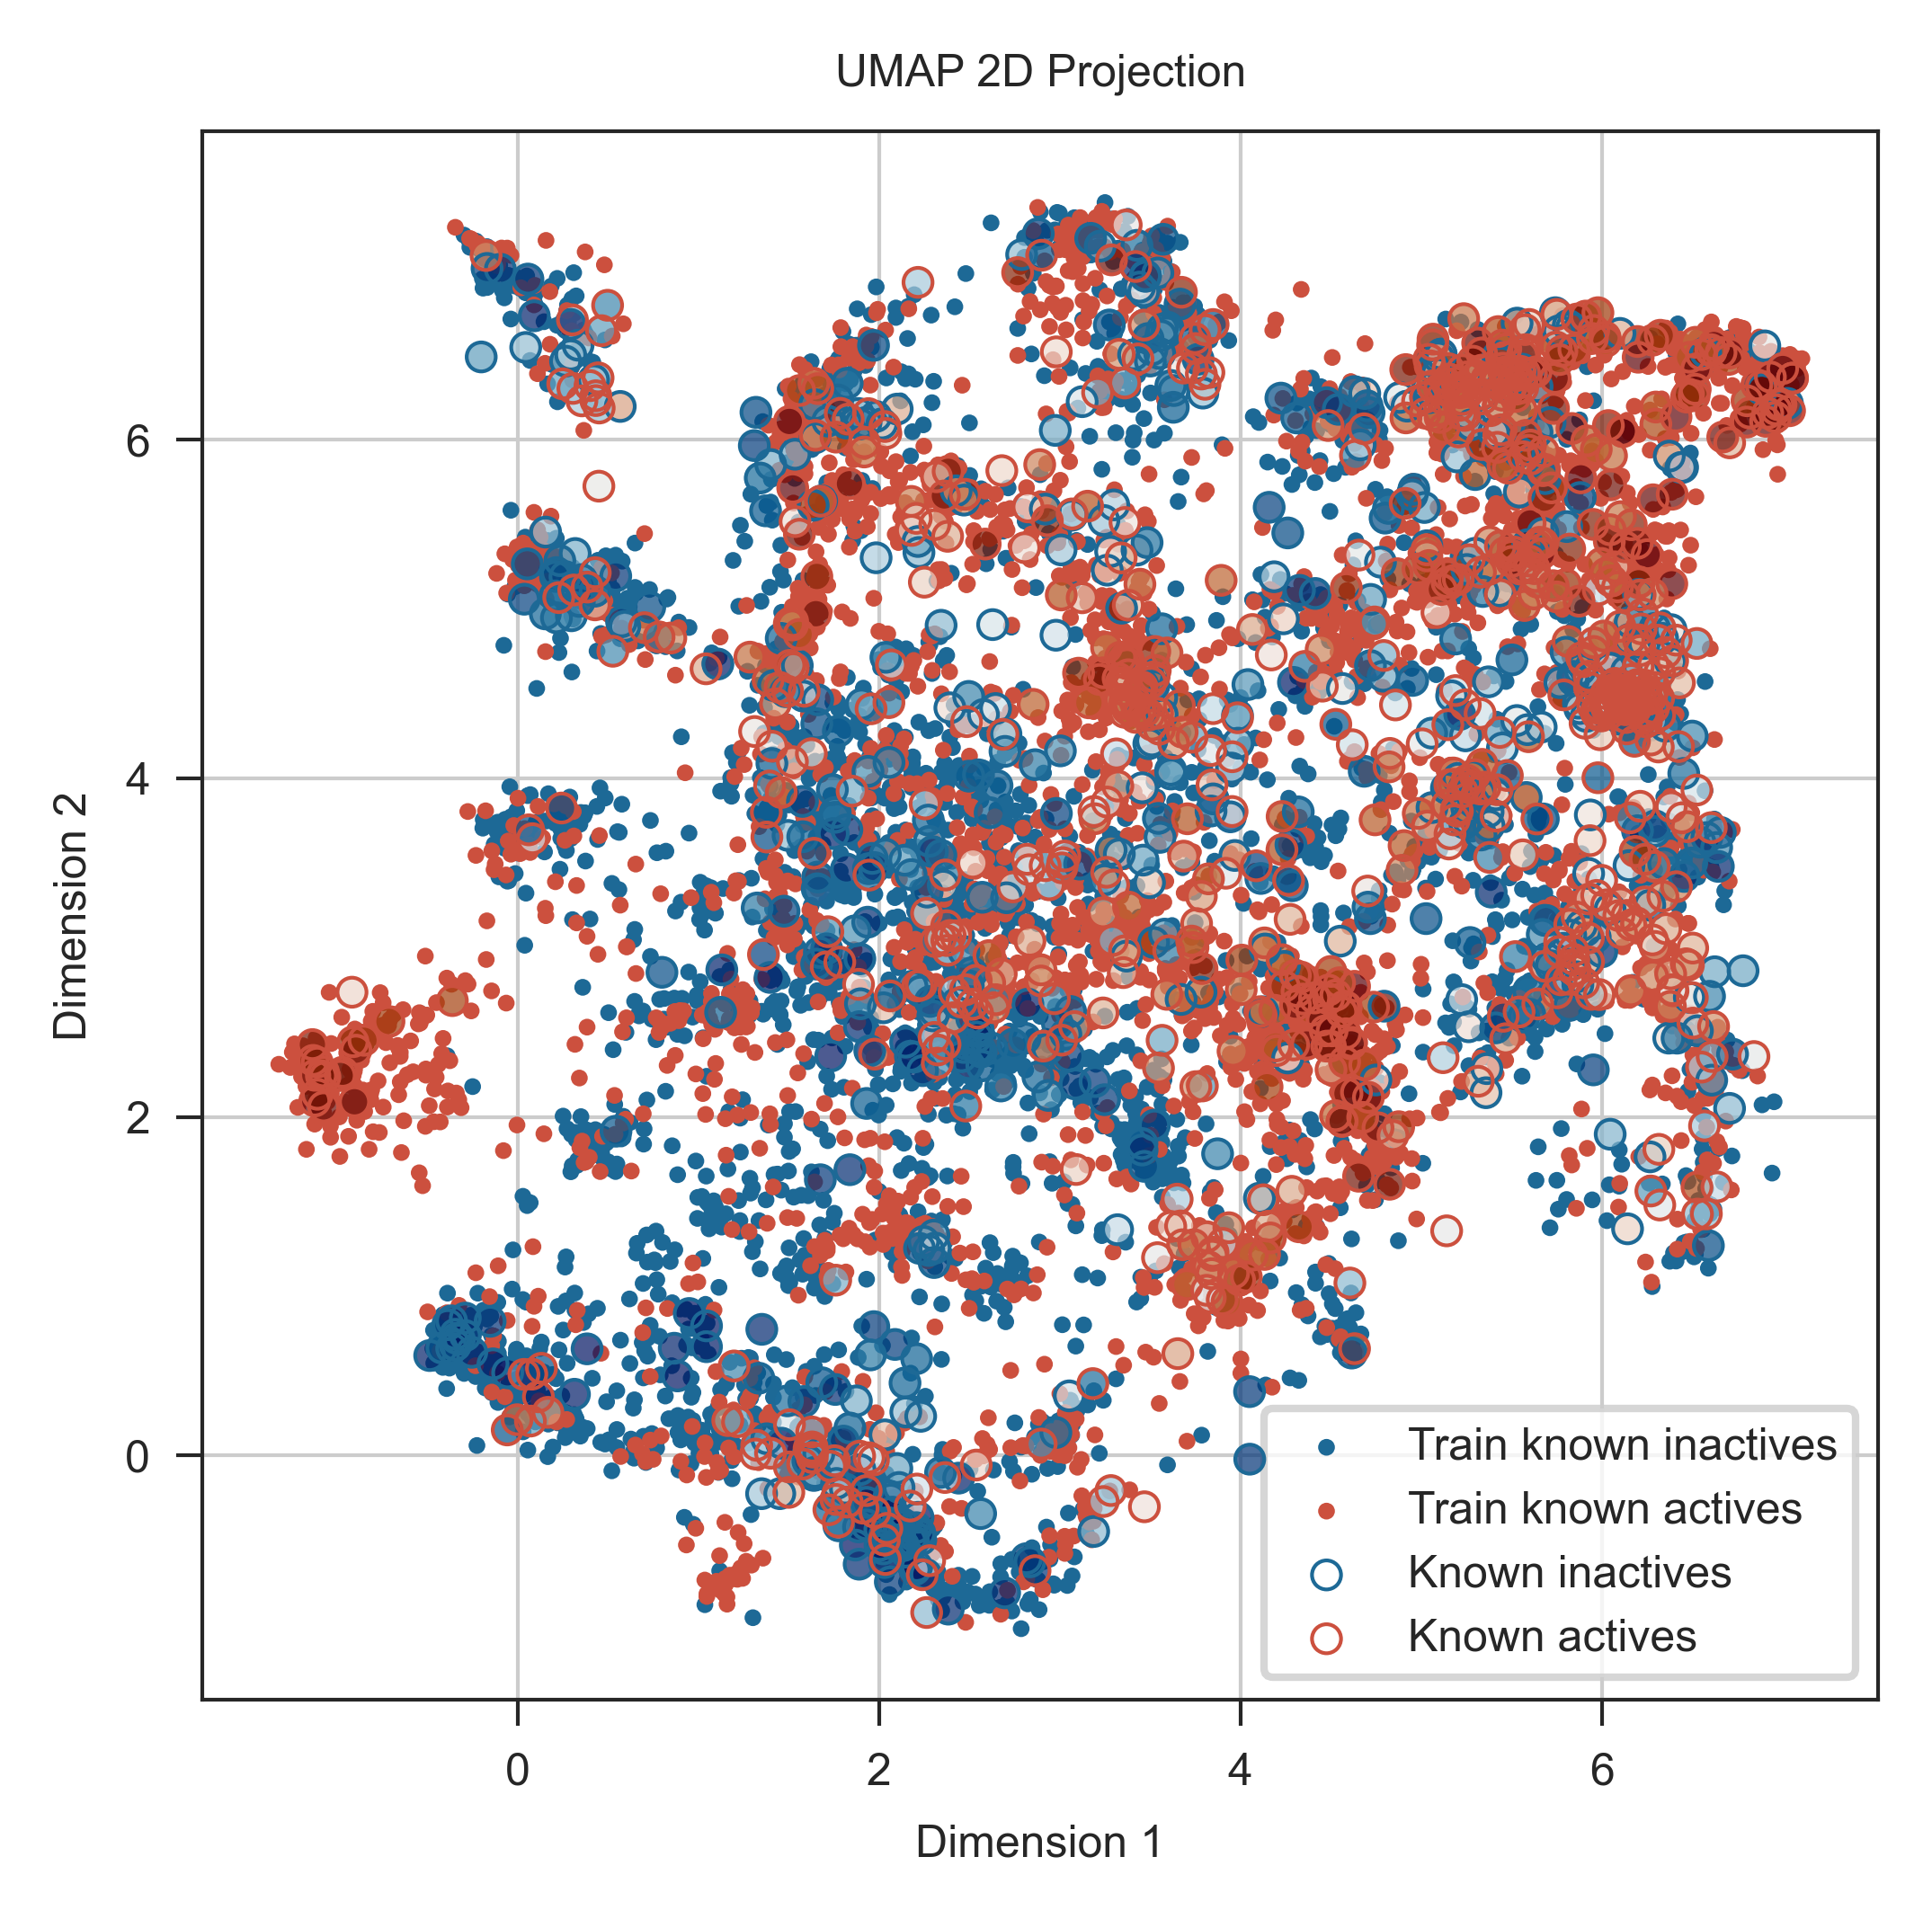 UMAP 2D Projection
Dimension 2
6
4
2
0
0 2 4 6
Dimension 1
Train known inactives
Train known actives
Known inactives
Known actives